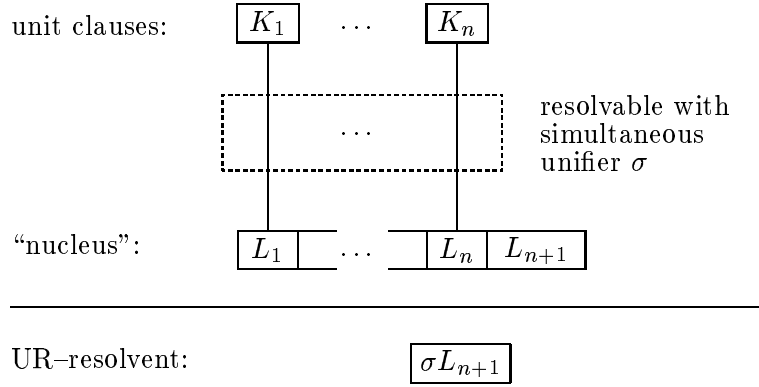 unit clauses: K₁ ... Kₙ
... resolvable with
simultaneous
unifier σ
“nucleus”: L₁ ... Lₙ Lₙ₊₁
UR–resolvent: σLₙ₊₁